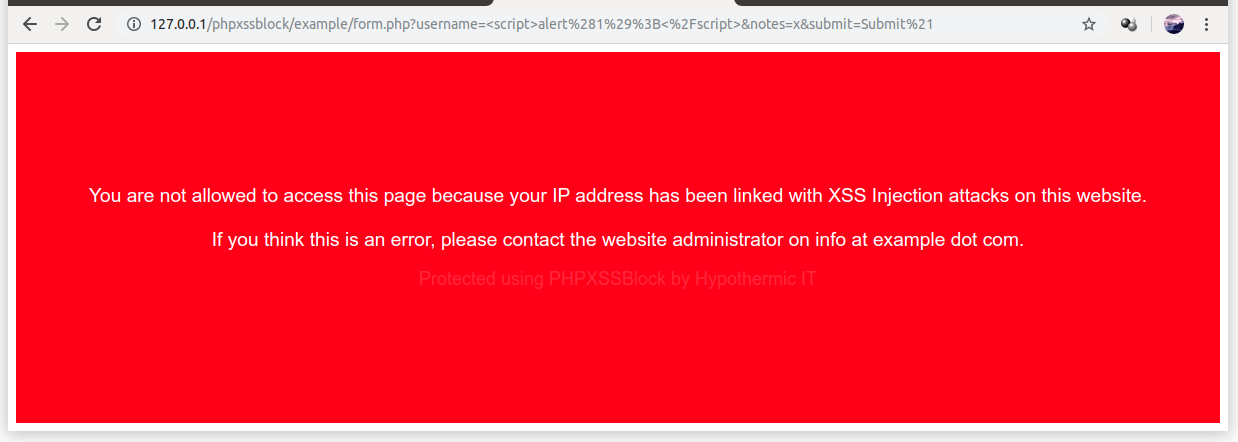 127.0.0.1/phpxssblock/example/form.php?username=<script>alert%281%29%3B<%2Fscript>&notes=x&submit=Submit%21
You are not allowed to access this page because your IP address has been linked with XSS Injection attacks on this website.
If you think this is an error, please contact the website administrator on info at example dot com.
Protected using PHPXSSBlock by Hypothermic IT